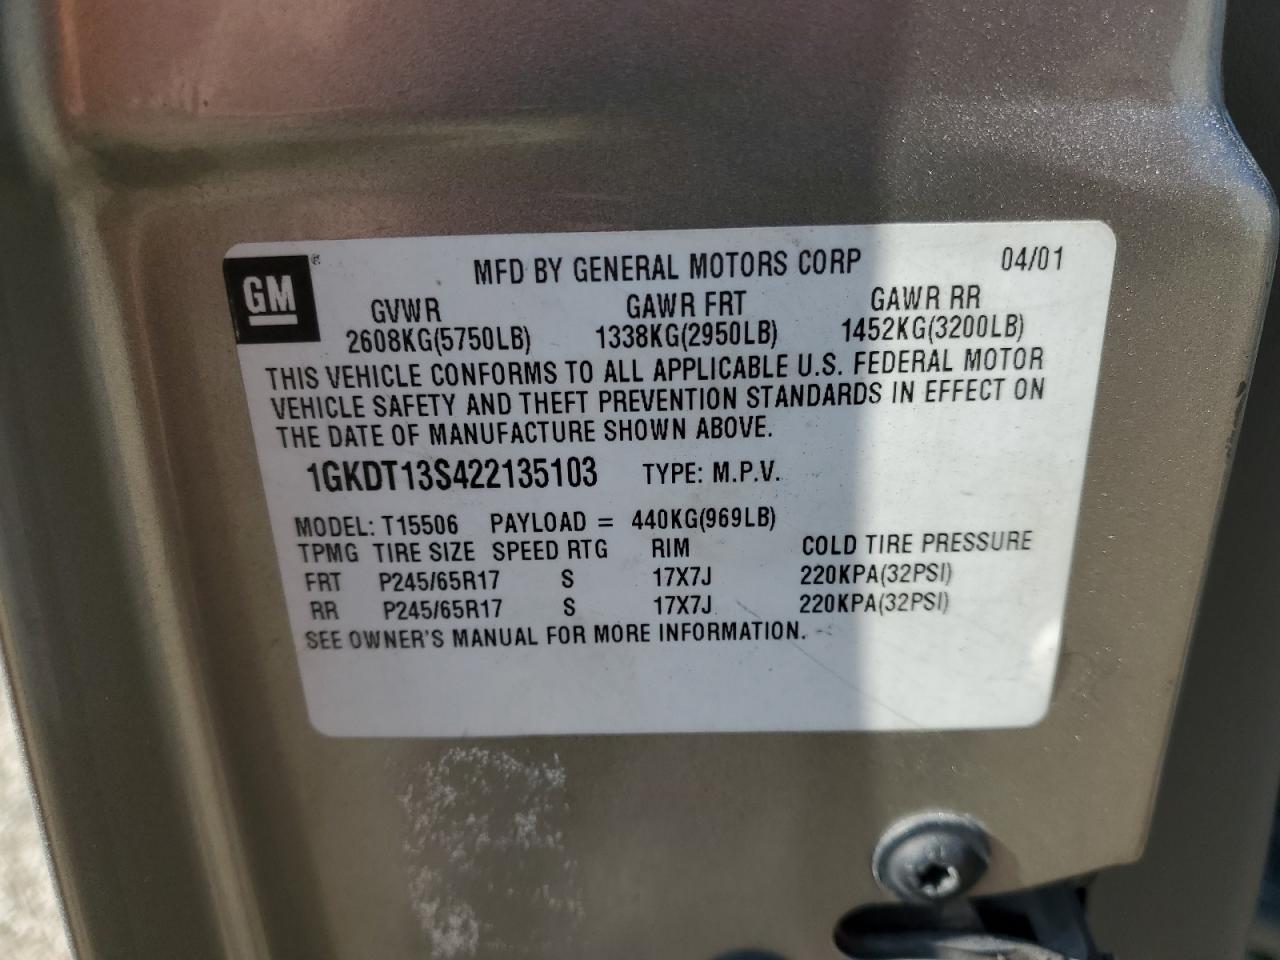 GM®
MFD BY GENERAL MOTORS CORP 04/01
GVWR GAWR FRT GAWR RR
2608KG(5750LB) 1338KG(2950LB) 1452KG(3200LB)
THIS VEHICLE CONFORMS TO ALL APPLICABLE U.S. FEDERAL MOTOR
VEHICLE SAFETY AND THEFT PREVENTION STANDARDS IN EFFECT ON
THE DATE OF MANUFACTURE SHOWN ABOVE.
1GKDT13S422135103 TYPE: M.P.V.
MODEL: T15506 PAYLOAD = 440KG(969LB)
TPMG TIRE SIZE SPEED RTG RIM COLD TIRE PRESSURE
FRT P245/65R17 S 17X7J 220KPA(32PSI)
RR P245/65R17 S 17X7J 220KPA(32PSI)
SEE OWNER'S MANUAL FOR MORE INFORMATION.